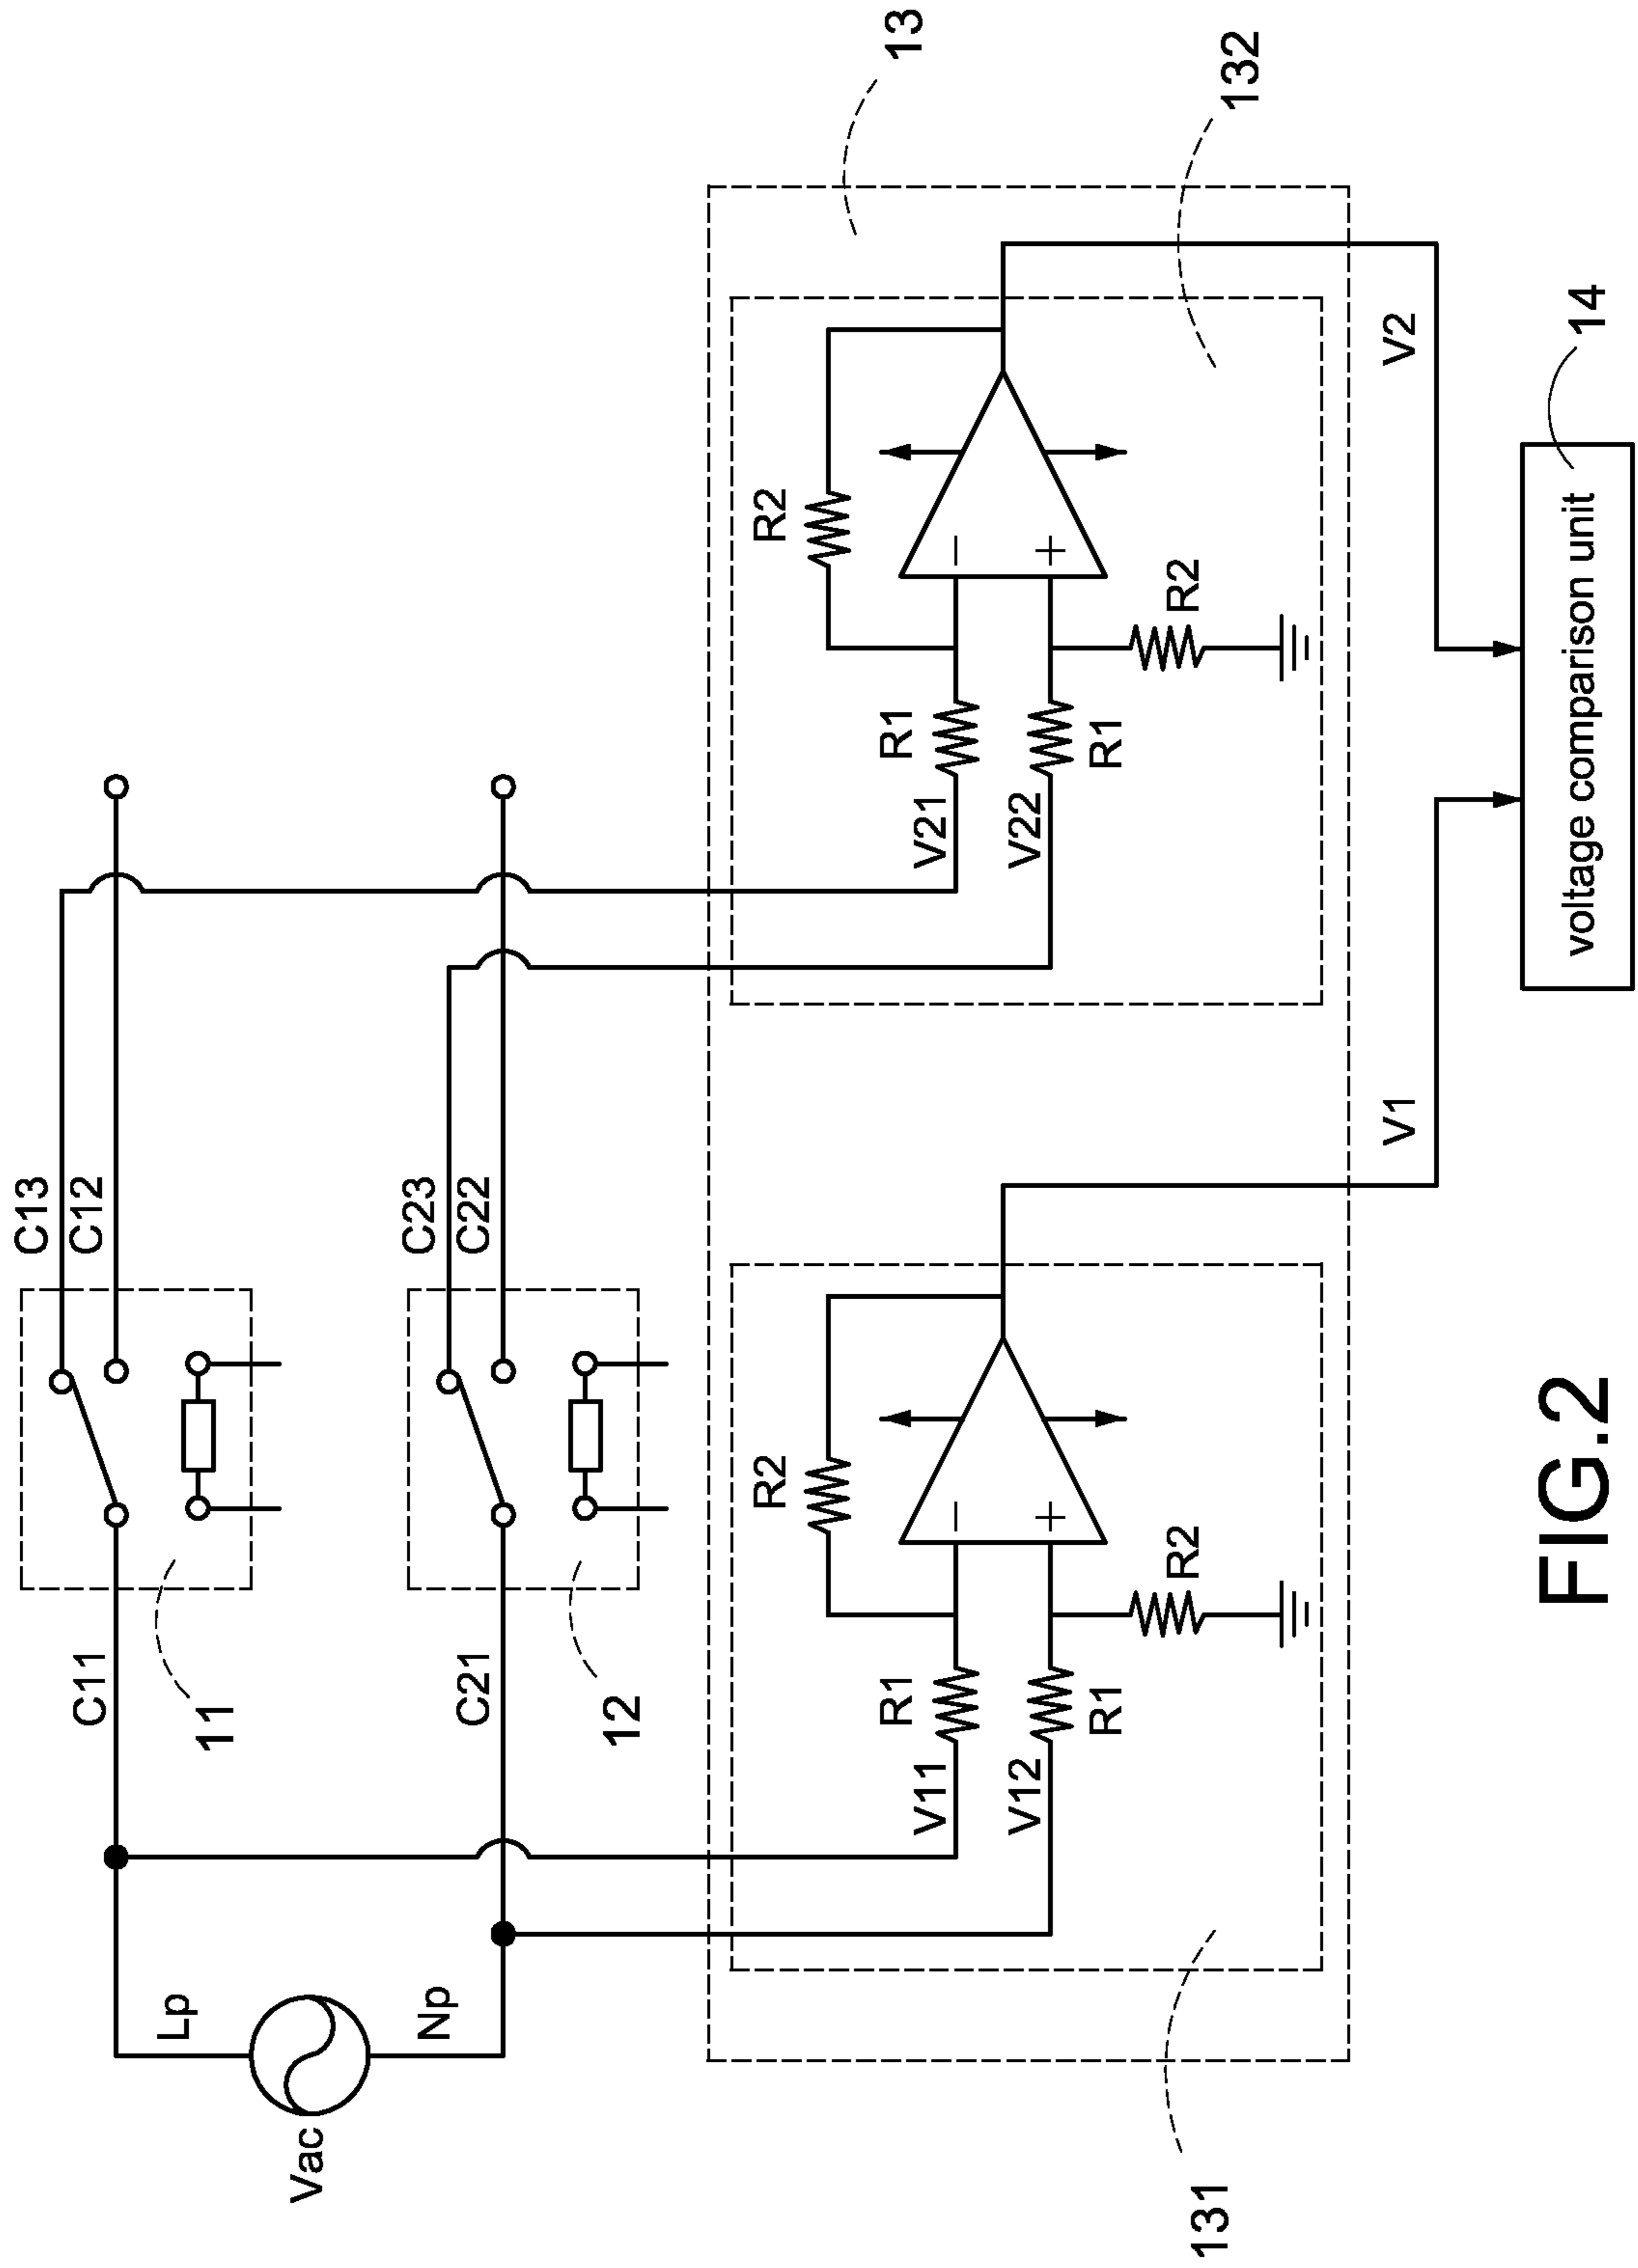 C13
C12
C11
11
Lp
Vac
Np
C23
C22
C21
12
13
132
131
R2
R1
V11
V12
R1
R2
R2
R1
V21
V22
R1
R2
V1
V2
14
voltage comparison unit
FIG.2